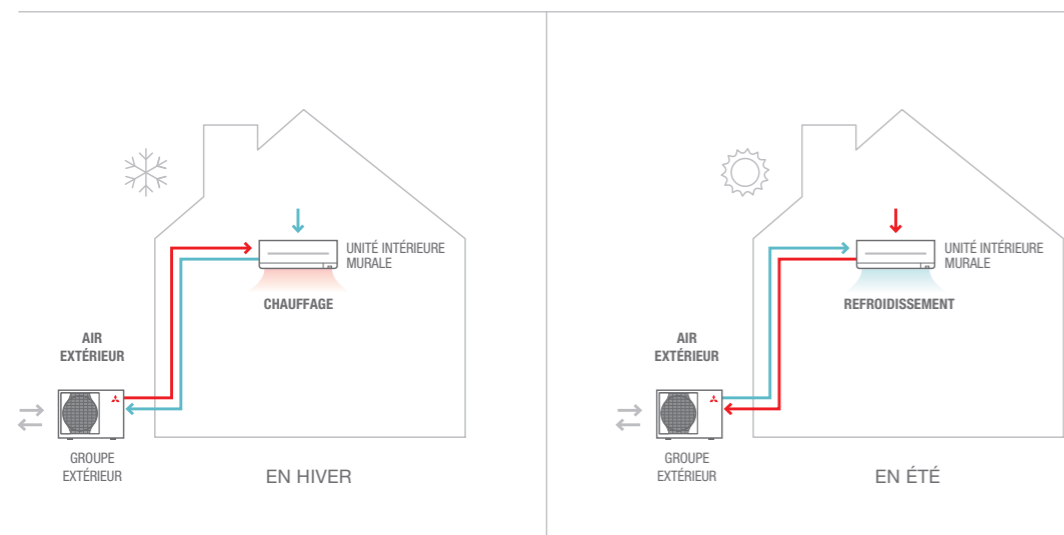 UNITÉ INTÉRIEURE
MURALE
CHAUFFAGE
AIR
EXTÉRIEUR
GROUPE
EXTÉRIEUR
EN HIVER
UNITÉ INTÉRIEURE
MURALE
REFROIDISSEMENT
AIR
EXTÉRIEUR
GROUPE
EXTÉRIEUR
EN ÉTÉ